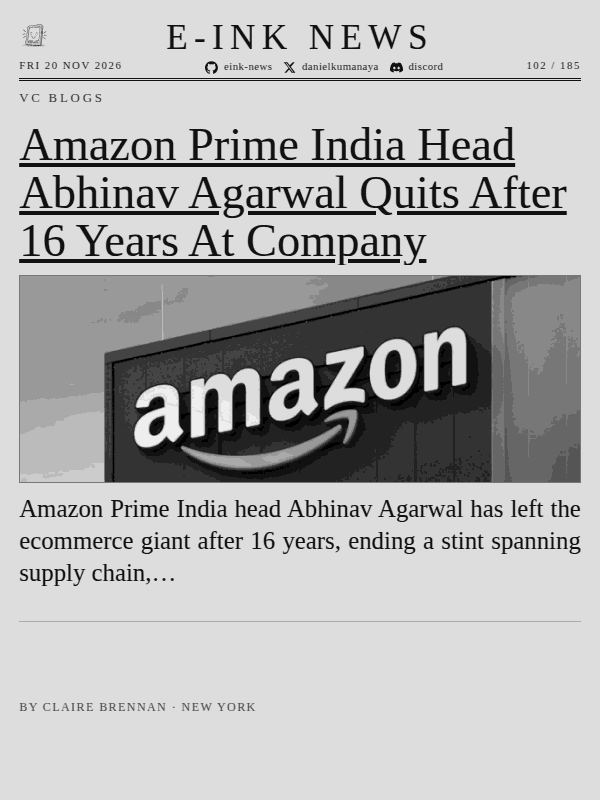 E-INK NEWS
FRI 20 NOV 2026
eink-news danielkumanaya discord
102 / 185
VC BLOGS
Amazon Prime India Head
Abhinav Agarwal Quits After
16 Years At Company
amazon
Amazon Prime India head Abhinav Agarwal has left the
ecommerce giant after 16 years, ending a stint spanning
supply chain,…
BY CLAIRE BRENNAN · NEW YORK